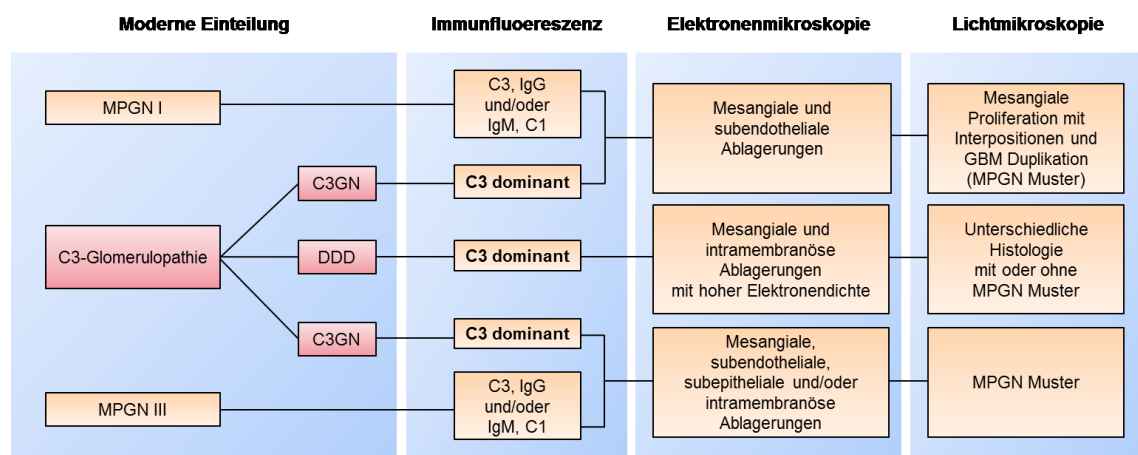 Moderne Einteilung
Immunfluoereszenz
Elektronenmikroskopie
Lichtmikroskopie
MPGN I
C3, IgG
und/oder
IgM, C1
Mesangiale und
subendotheliale
Ablagerungen
Mesangiale
Proliferation mit
Interpositionen und
GBM Duplikation
(MPGN Muster)
C3GN
C3 dominant
C3-Glomerulopathie
DDD
C3 dominant
Mesangiale und
intramembranöse
Ablagerungen
mit hoher Elektronendichte
Unterschiedliche
Histologie
mit oder ohne
MPGN Muster
C3GN
C3 dominant
MPGN III
C3, IgG
und/oder
IgM, C1
Mesangiale,
subendotheliale,
subepitheliale und/oder
intramembranöse
Ablagerungen
MPGN Muster